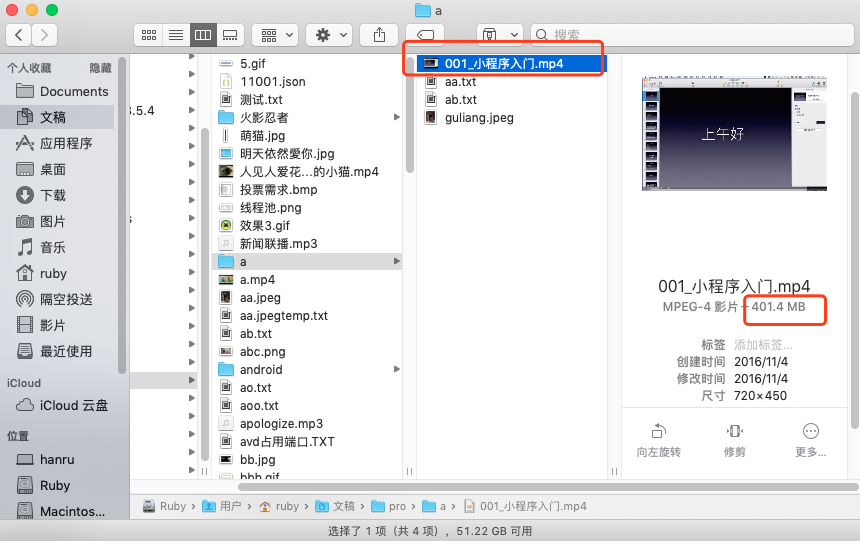 a
搜索
个人收藏
隐藏
Documents
文稿
应用程序
桌面
下载
图片
音乐
ruby
隔空投送
影片
最近使用
iCloud
iCloud 云盘
位置
hanru
Ruby
Macintos...
3.5.4
5.gif
11001.json
测试.txt
火影忍者
萌猫.jpg
明天依然爱你.jpg
人见人爱花...的小猫.mp4
投票需求.bmp
线程池.png
效果3.gif
新闻联播.mp3
a
a.mp4
aa.jpeg
aa.jpegtemp.txt
ab.txt
abc.png
android
ao.txt
aoo.txt
apologize.mp3
avd占用端口.TXT
bb.jpg
bbb.gif
001_小程序入门.mp4
aa.txt
ab.txt
guliang.jpeg
上午好
001_小程序入门.mp4
MPEG-4 影片 - 401.4 MB
标签 添加标签...
创建时间 2016/11/4
修改时间 2016/11/4
尺寸 720×450
向左旋转
修剪
更多...
Ruby › 用户 › ruby › 文稿 › pro › a › 001_小程序入门.mp4
选择了 1 项（共 4 项），51.22 GB 可用